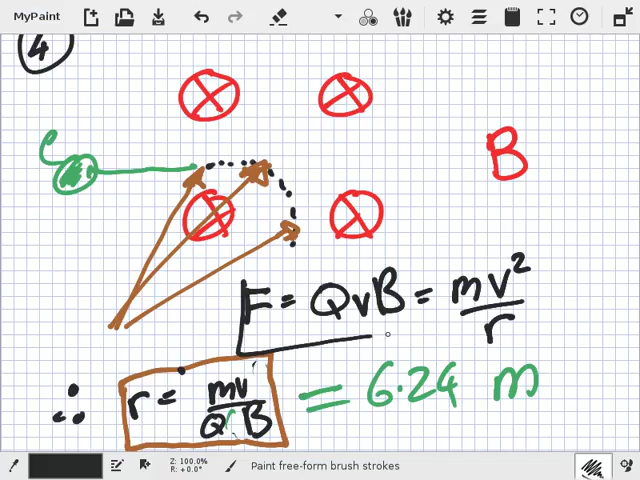 MyPaint
4
e
B
F = QvB = mv²/r
∴ r = mv/QB = 6.24 m
Z: 100.0%
R: +0.0°
Paint free-form brush strokes